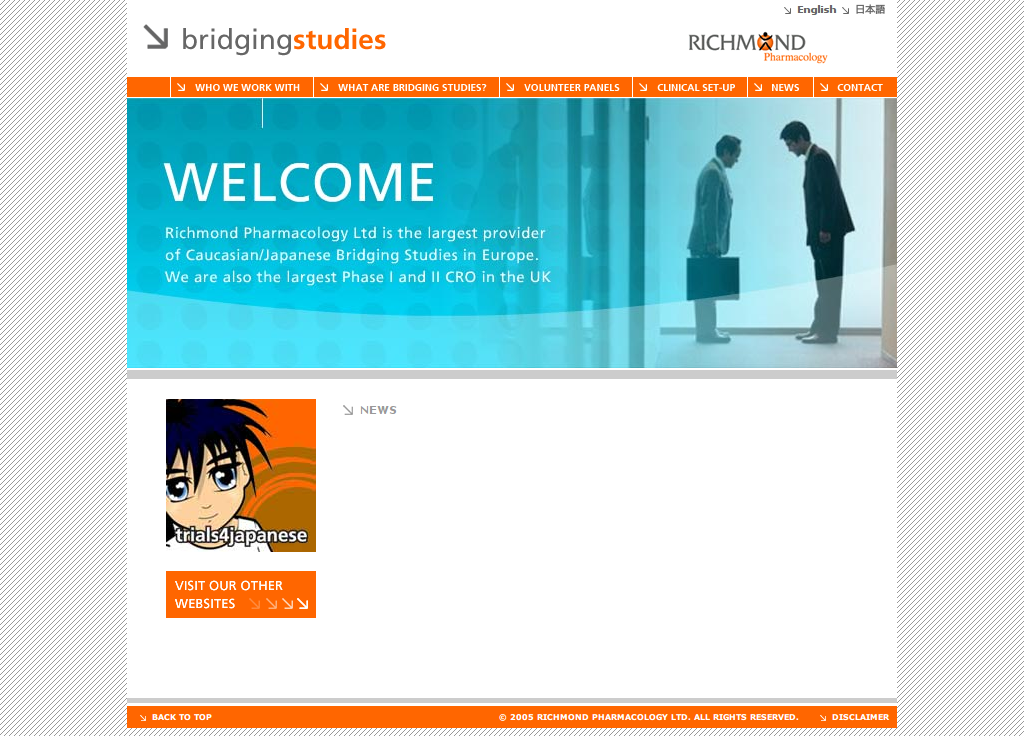 English 日本語
bridgingstudies
RICHMOND
Pharmacology
WHO WE WORK WITH WHAT ARE BRIDGING STUDIES? VOLUNTEER PANELS CLINICAL SET-UP NEWS CONTACT
WELCOME
Richmond Pharmacology Ltd is the largest provider
of Caucasian/Japanese Bridging Studies in Europe.
We are also the largest Phase I and II CRO in the UK
NEWS
trials4japanese
VISIT OUR OTHER
WEBSITES
BACK TO TOP © 2005 RICHMOND PHARMACOLOGY LTD. ALL RIGHTS RESERVED. DISCLAIMER